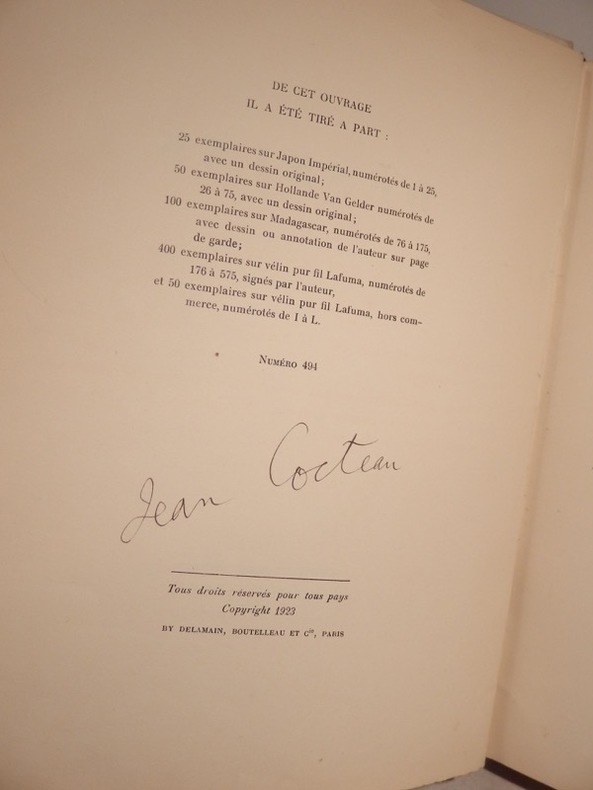 DE CET OUVRAGE
IL A ÉTÉ TIRÉ A PART :
25 exemplaires sur Japon Impérial, numérotés de 1 à 25,
avec un dessin original ;
50 exemplaires sur Hollande Van Gelder numérotés de
26 à 75, avec un dessin original ;
100 exemplaires sur Madagascar, numérotés de 76 à 175,
avec dessin ou annotation de l'auteur sur page
de garde ;
400 exemplaires sur vélin pur fil Lafuma, numérotés de
176 à 575, signés par l'auteur,
et 50 exemplaires sur vélin pur fil Lafuma, hors com-
merce, numérotés de I à L.
NUMÉRO 494
Jean Cocteau
Tous droits réservés pour tous pays
Copyright 1923
BY DELAMAIN, BOUTELLEAU ET Cie, PARIS